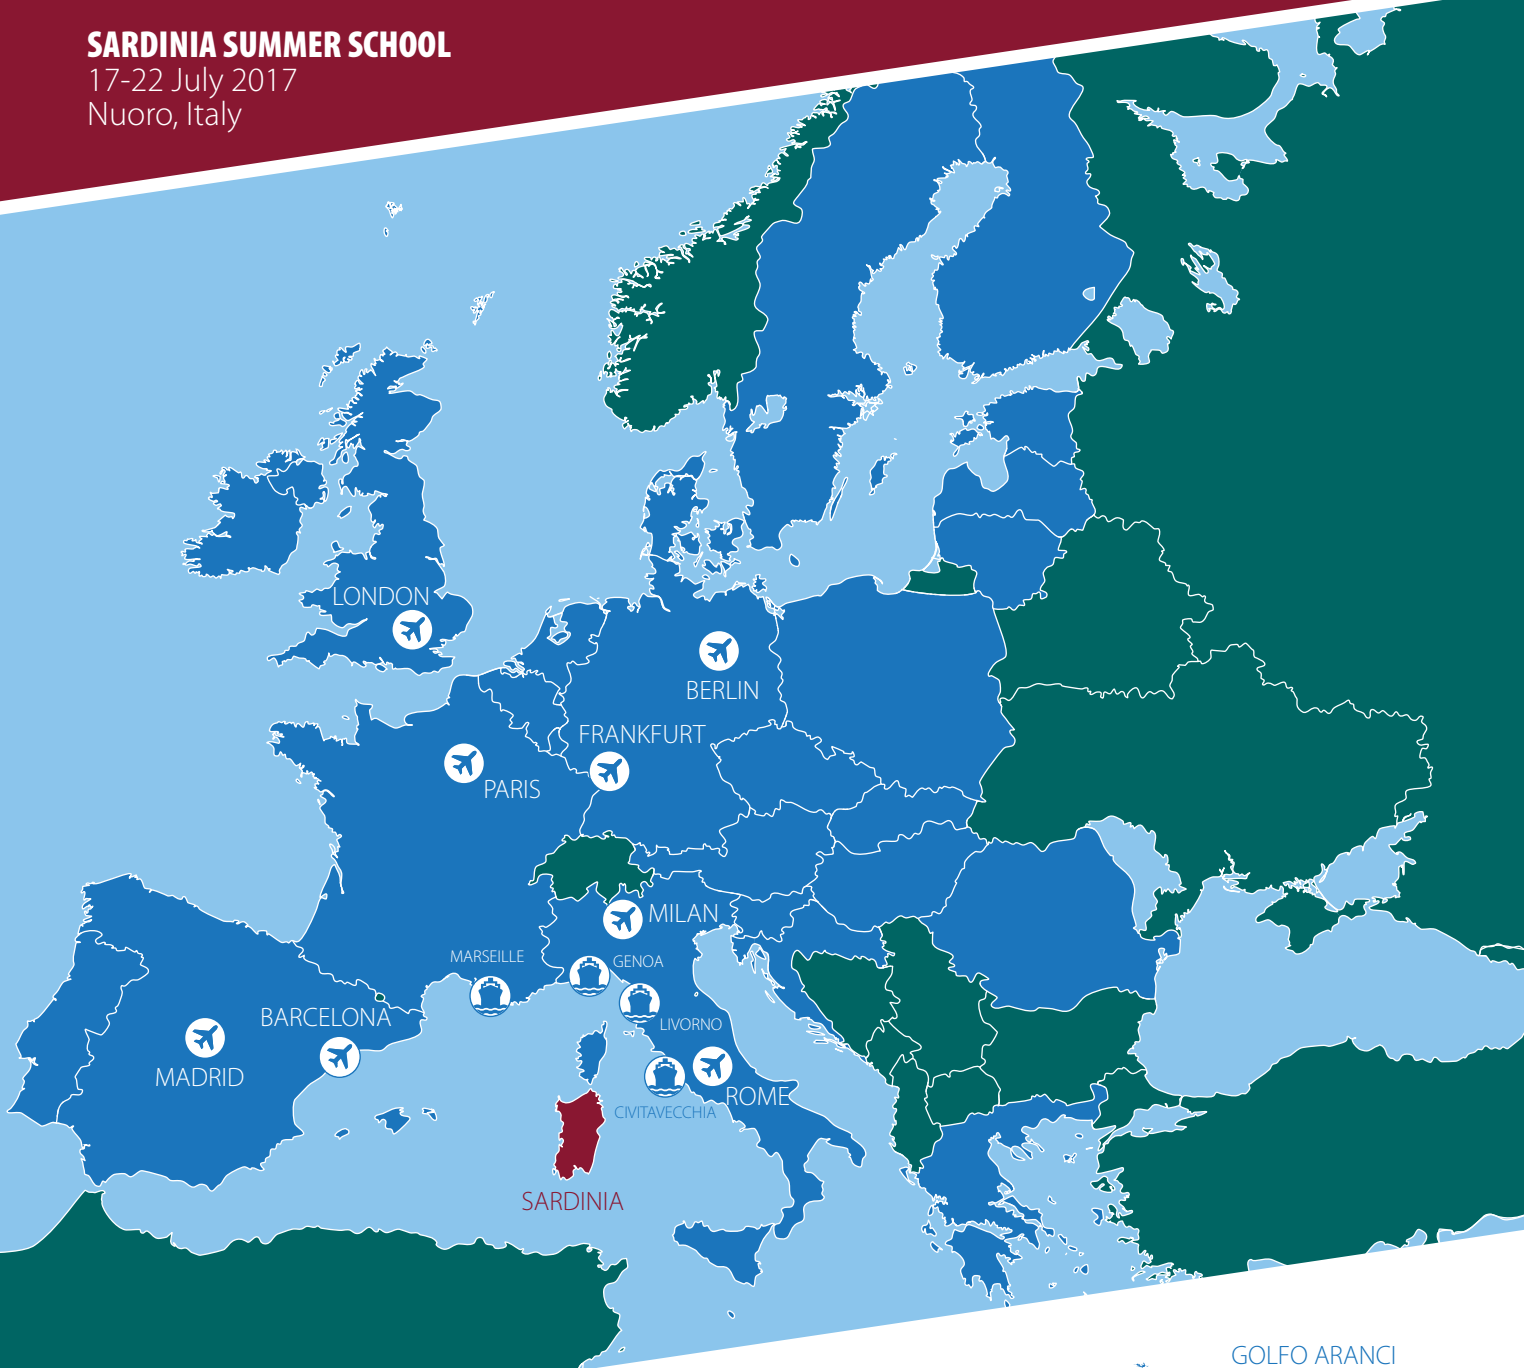 SARDINIA SUMMER SCHOOL
17-22 July 2017
Nuoro, Italy
LONDON
BERLIN
FRANKFURT
PARIS
MILAN
MARSEILLE
GENOA
BARCELONA
LIVORNO
MADRID
ROME
CIVITAVECCHIA
SARDINIA
GOLFO ARANCI